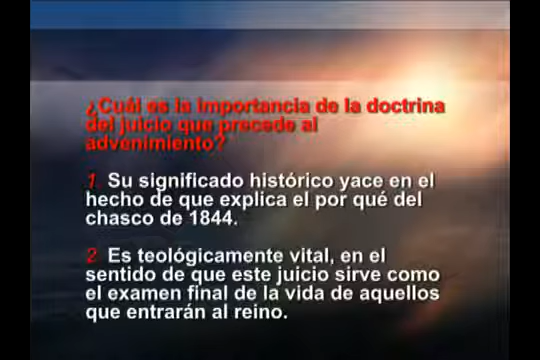 ¿Cuál es la importancia de la doctrina
del juicio que precede al
advenimiento?
1. Su significado histórico yace en el
hecho de que explica el por qué del
chasco de 1844.
2. Es teológicamente vital, en el
sentido de que este juicio sirve como
el examen final de la vida de aquellos
que entrarán al reino.